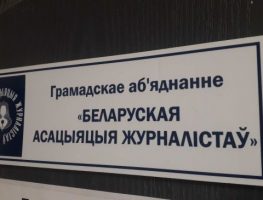 Грамадскае аб'яднанне
«БЕЛАРУСКАЯ
АСАЦЫЯЦЫЯ ЖУРНАЛІСТАЎ»